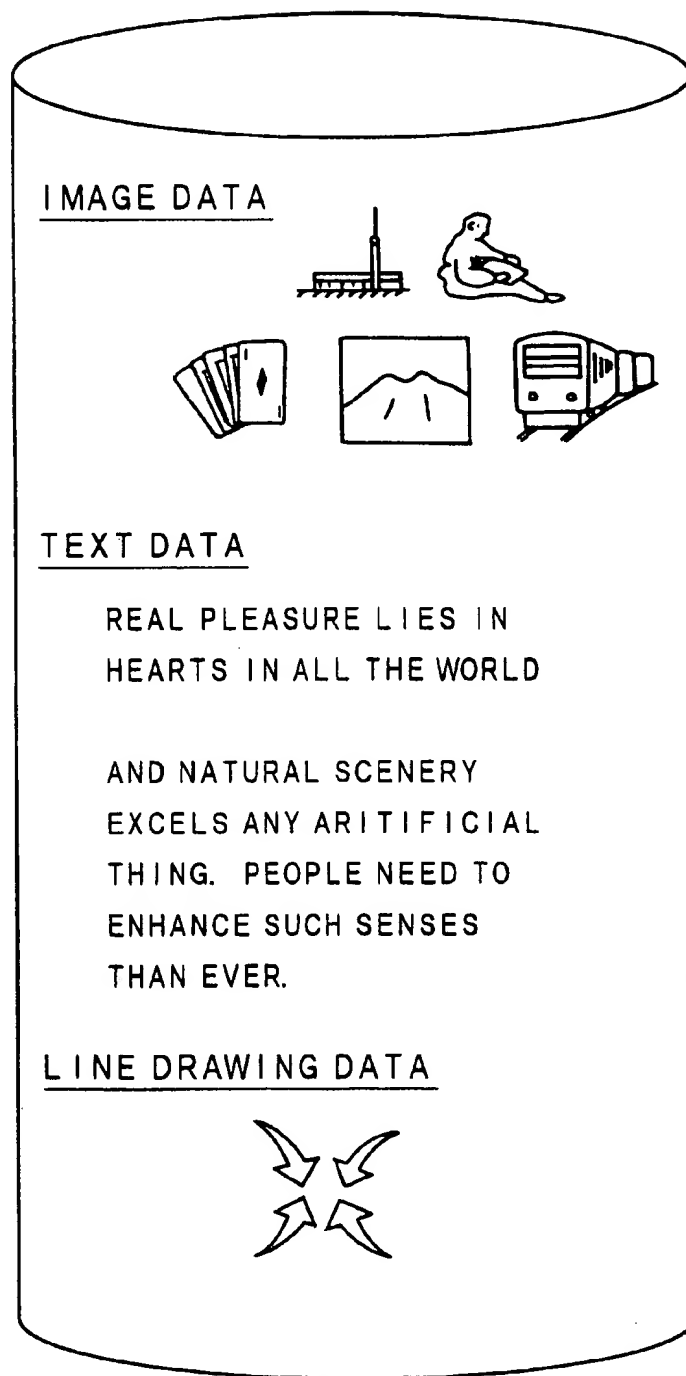 IMAGE DATA
TEXT DATA
REAL PLEASURE LIES IN
HEARTS IN ALL THE WORLD
AND NATURAL SCENERY
EXCELS ANY ARITIFICIAL
THING. PEOPLE NEED TO
ENHANCE SUCH SENSES
THAN EVER.
LINE DRAWING DATA